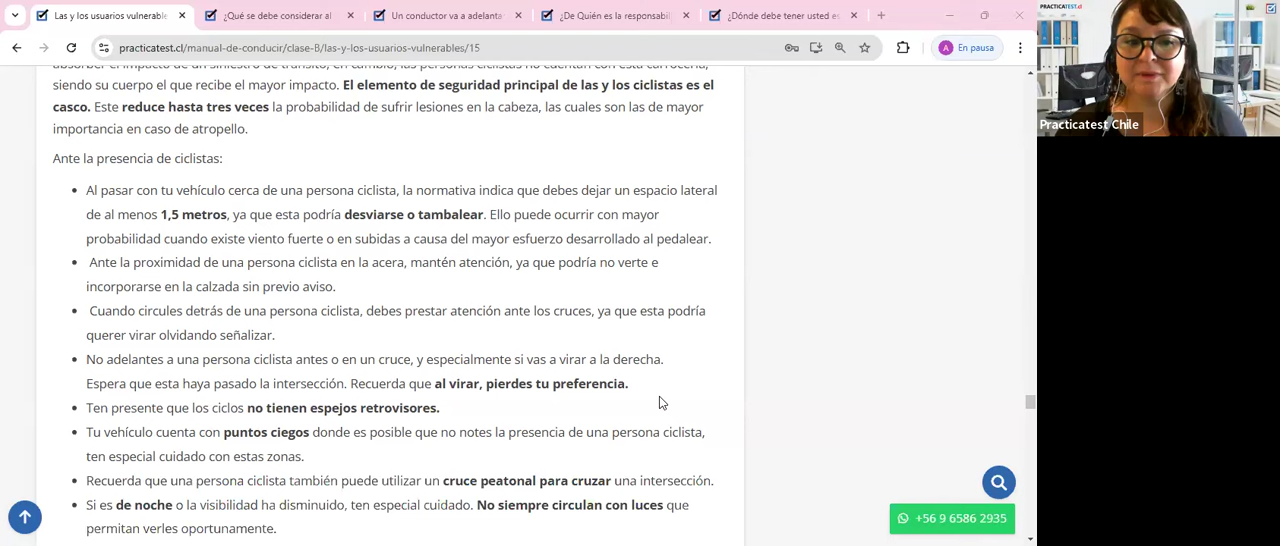 Las y los usuarios vulnerable
¿Qué se debe considerar al
Un conductor va a adelanta
¿De Quién es la responsabil
¿Dónde debe tener usted es
practicatest.cl/manual-de-conducir/clase-B/las-y-los-usuarios-vulnerables/15
A En pausa
siendo su cuerpo el que recibe el mayor impacto. El elemento de seguridad principal de las y los ciclistas es el
casco. Este reduce hasta tres veces la probabilidad de sufrir lesiones en la cabeza, las cuales son las de mayor
importancia en caso de atropello.
Ante la presencia de ciclistas:
• Al pasar con tu vehículo cerca de una persona ciclista, la normativa indica que debes dejar un espacio lateral
de al menos 1,5 metros, ya que esta podría desviarse o tambalear. Ello puede ocurrir con mayor
probabilidad cuando existe viento fuerte o en subidas a causa del mayor esfuerzo desarrollado al pedalear.
• Ante la proximidad de una persona ciclista en la acera, mantén atención, ya que podría no verte e
incorporarse en la calzada sin previo aviso.
• Cuando circules detrás de una persona ciclista, debes prestar atención ante los cruces, ya que esta podría
querer virar olvidando señalizar.
• No adelantes a una persona ciclista antes o en un cruce, y especialmente si vas a virar a la derecha.
Espera que esta haya pasado la intersección. Recuerda que al virar, pierdes tu preferencia.
• Ten presente que los ciclos no tienen espejos retrovisores.
• Tu vehículo cuenta con puntos ciegos donde es posible que no notes la presencia de una persona ciclista,
ten especial cuidado con estas zonas.
• Recuerda que una persona ciclista también puede utilizar un cruce peatonal para cruzar una intersección.
• Si es de noche o la visibilidad ha disminuido, ten especial cuidado. No siempre circulan con luces que
permitan verles oportunamente.
+56 9 6586 2935
PRACTICATEST.cl
Practicatest Chile